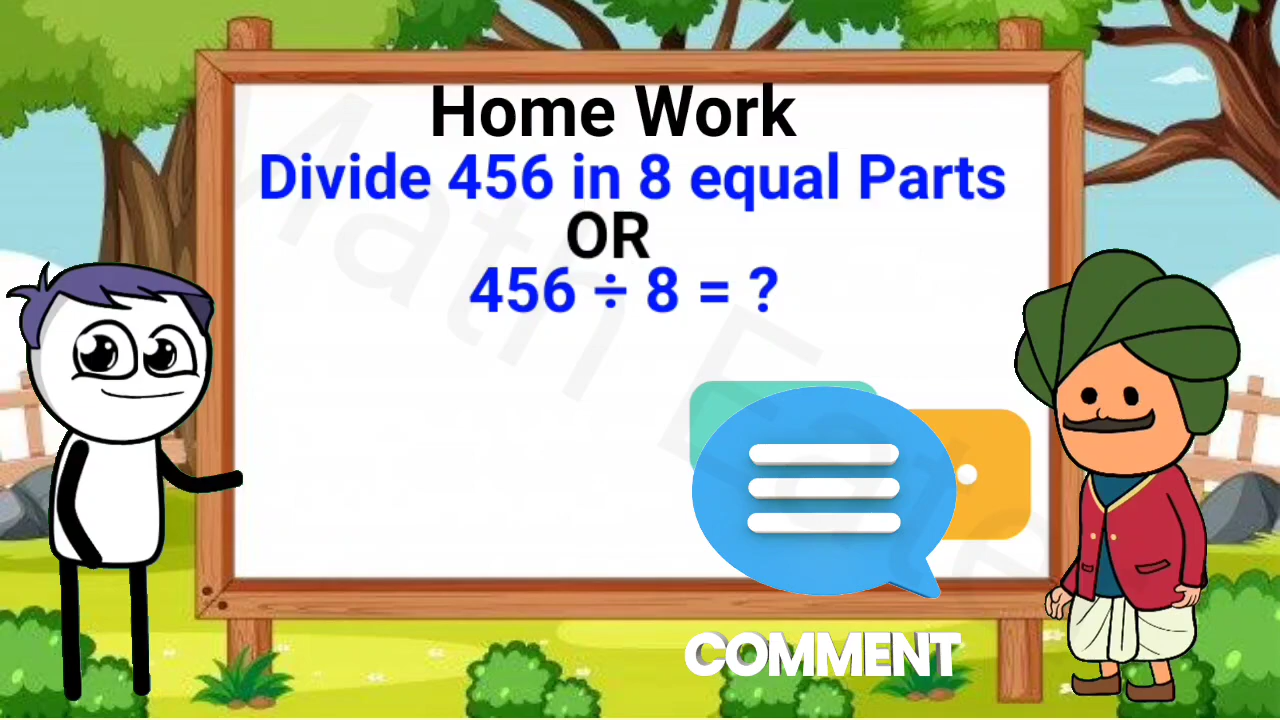 Home Work
Divide 456 in 8 equal Parts
OR
456 ÷ 8 = ?
COMMENT